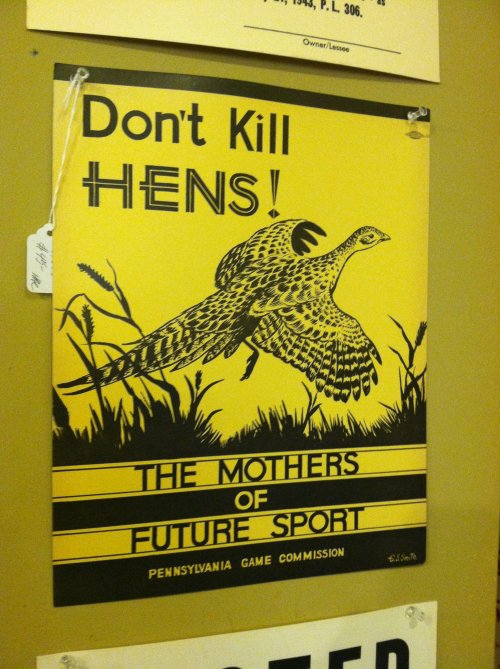 1943, P. L. 306.
Owner/Lessee
Don't Kill
HENS!
THE MOTHERS
OF
FUTURE SPORT
PENNSYLVANIA GAME COMMISSION